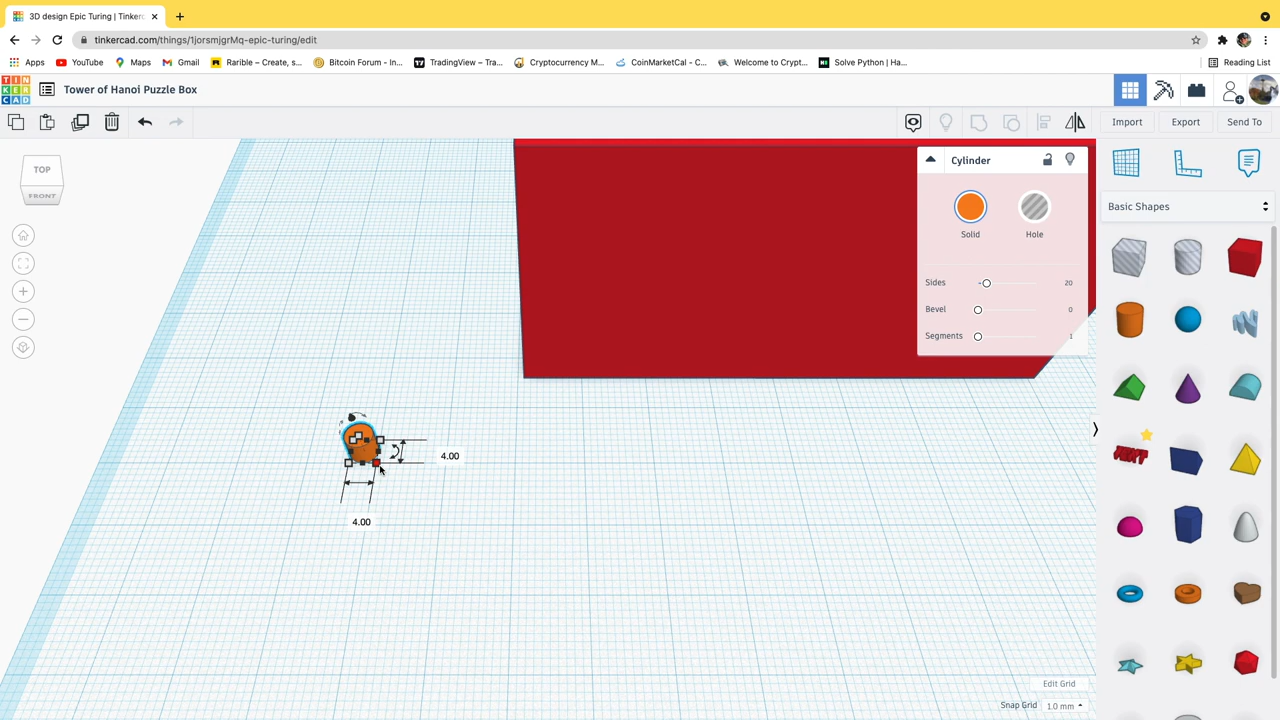 3D design Epic Turing | Tinkerc
tinkercad.com/things/1jorsmjgrMq-epic-turing/edit
Apps YouTube Maps Gmail Rarible – Create, s... Bitcoin Forum - In... TradingView – Tra... Cryptocurrency M... CoinMarketCal - C... Welcome to Crypt... Solve Python | Ha... Reading List
TIN
KER
CAD
Tower of Hanoi Puzzle Box
Import Export Send To
TOP
FRONT
Cylinder
Solid Hole
Sides 20
Bevel 0
Segments 1
Basic Shapes
4.00
4.00
Edit Grid
Snap Grid 1.0 mm